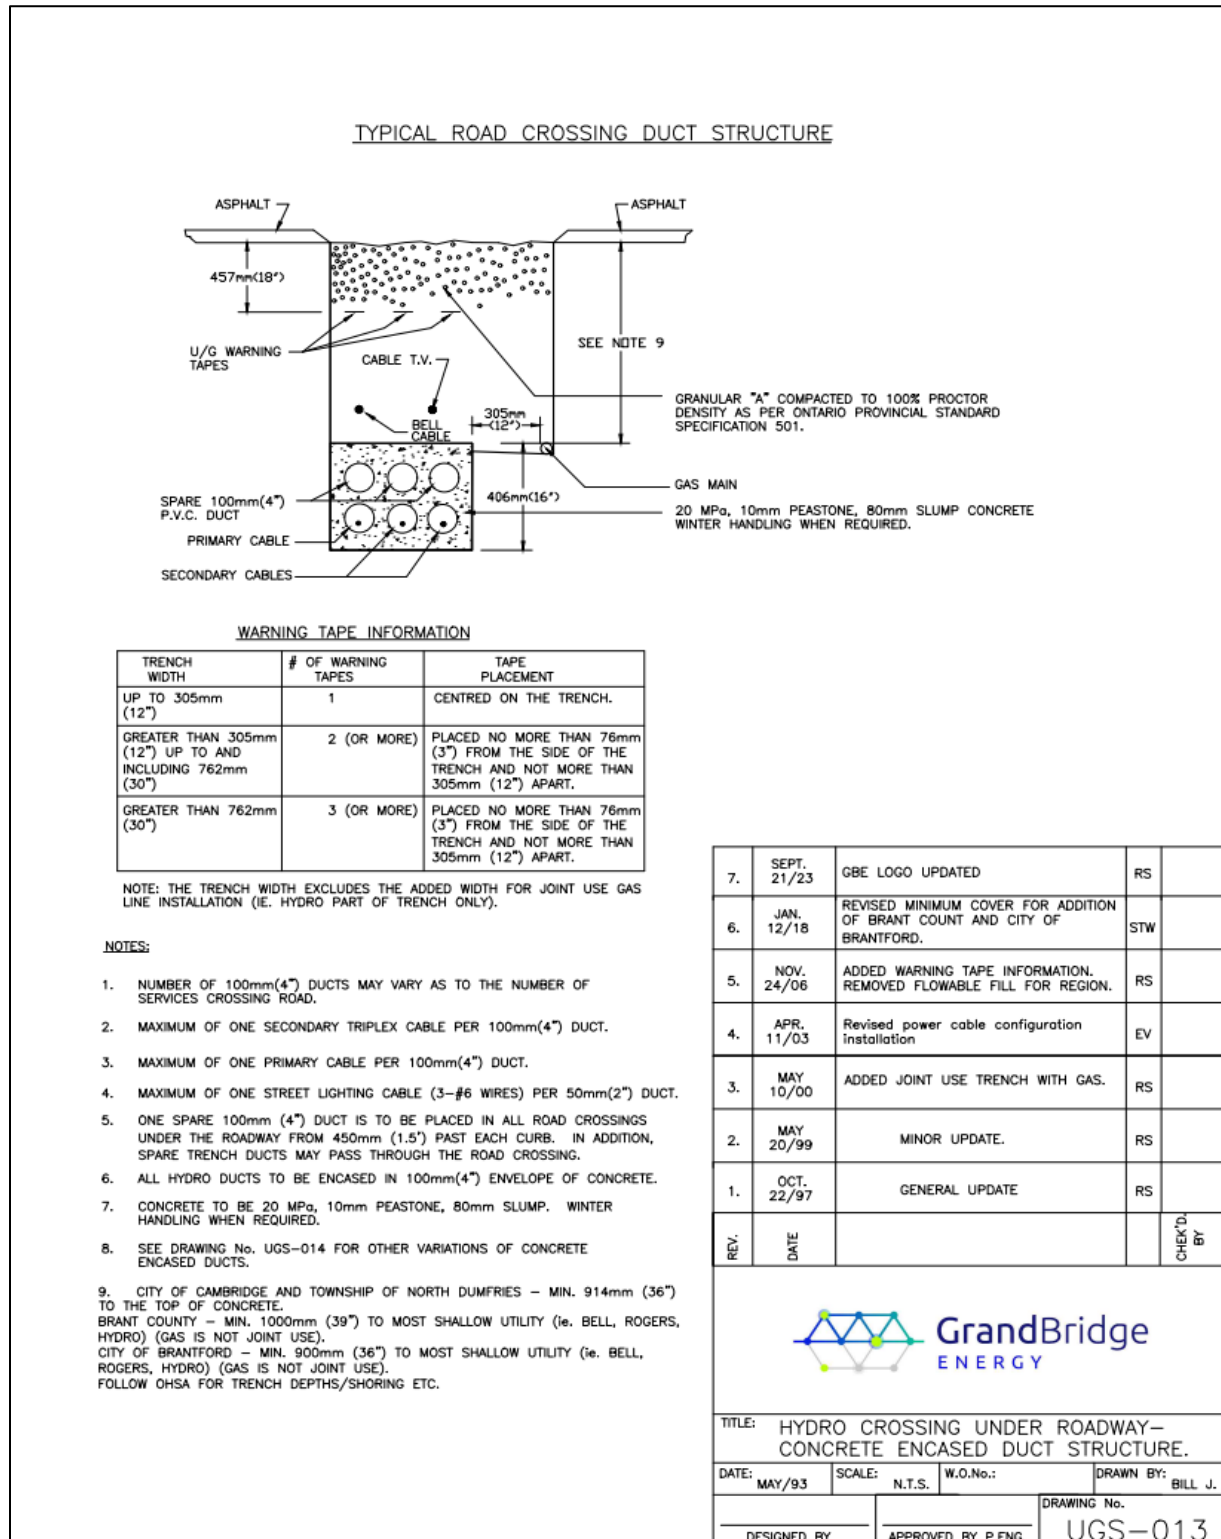 TYPICAL ROAD CROSSING DUCT STRUCTURE
ASPHALT
ASPHALT
457mm(18")
SEE NOTE 9
U/G WARNING
TAPES
CABLE T.V.
GRANULAR "A" COMPACTED TO 100% PROCTOR
DENSITY AS PER ONTARIO PROVINCIAL STANDARD
SPECIFICATION 501.
305mm
(12")
BELL
CABLE
GAS MAIN
406mm(16")
SPARE 100mm(4")
P.V.C. DUCT
20 MPa, 10mm PEASTONE, 80mm SLUMP CONCRETE
WINTER HANDLING WHEN REQUIRED.
PRIMARY CABLE
SECONDARY CABLES
WARNING TAPE INFORMATION
TRENCH
WIDTH
# OF WARNING
TAPES
TAPE
PLACEMENT
UP TO 305mm
(12")
1
CENTRED ON THE TRENCH.
GREATER THAN 305mm
(12") UP TO AND
INCLUDING 762mm
(30")
2 (OR MORE)
PLACED NO MORE THAN 76mm
(3") FROM THE SIDE OF THE
TRENCH AND NOT MORE THAN
305mm (12") APART.
GREATER THAN 762mm
(30")
3 (OR MORE)
PLACED NO MORE THAN 76mm
(3") FROM THE SIDE OF THE
TRENCH AND NOT MORE THAN
305mm (12") APART.
NOTE: THE TRENCH WIDTH EXCLUDES THE ADDED WIDTH FOR JOINT USE GAS
LINE INSTALLATION (IE. HYDRO PART OF TRENCH ONLY).
NOTES:
1. NUMBER OF 100mm(4") DUCTS MAY VARY AS TO THE NUMBER OF
SERVICES CROSSING ROAD.
2. MAXIMUM OF ONE SECONDARY TRIPLEX CABLE PER 100mm(4") DUCT.
3. MAXIMUM OF ONE PRIMARY CABLE PER 100mm(4") DUCT.
4. MAXIMUM OF ONE STREET LIGHTING CABLE (3-#6 WIRES) PER 50mm(2") DUCT.
5. ONE SPARE 100mm (4") DUCT IS TO BE PLACED IN ALL ROAD CROSSINGS
UNDER THE ROADWAY FROM 450mm (1.5') PAST EACH CURB. IN ADDITION,
SPARE TRENCH DUCTS MAY PASS THROUGH THE ROAD CROSSING.
6. ALL HYDRO DUCTS TO BE ENCASED IN 100mm(4") ENVELOPE OF CONCRETE.
7. CONCRETE TO BE 20 MPa, 10mm PEASTONE, 80mm SLUMP. WINTER
HANDLING WHEN REQUIRED.
8. SEE DRAWING No. UGS-014 FOR OTHER VARIATIONS OF CONCRETE
ENCASED DUCTS.
9. CITY OF CAMBRIDGE AND TOWNSHIP OF NORTH DUMFRIES - MIN. 914mm (36")
TO THE TOP OF CONCRETE.
BRANT COUNTY - MIN. 1000mm (39") TO MOST SHALLOW UTILITY (ie. BELL, ROGERS,
HYDRO) (GAS IS NOT JOINT USE).
CITY OF BRANTFORD - MIN. 900mm (36") TO MOST SHALLOW UTILITY (ie. BELL,
ROGERS, HYDRO) (GAS IS NOT JOINT USE).
FOLLOW OHSA FOR TRENCH DEPTHS/SHORING ETC.
7. SEPT. 21/23 GBE LOGO UPDATED RS
6. JAN. 12/18 REVISED MINIMUM COVER FOR ADDITION
OF BRANT COUNT AND CITY OF
BRANTFORD. STW
5. NOV. 24/06 ADDED WARNING TAPE INFORMATION.
REMOVED FLOWABLE FILL FOR REGION. RS
4. APR. 11/03 Revised power cable configuration
installation EV
3. MAY 10/00 ADDED JOINT USE TRENCH WITH GAS. RS
2. MAY 20/99 MINOR UPDATE. RS
1. OCT. 22/97 GENERAL UPDATE RS
REV. DATE CHEK'D. BY
GrandBridge
ENERGY
TITLE: HYDRO CROSSING UNDER ROADWAY-
CONCRETE ENCASED DUCT STRUCTURE.
DATE: MAY/93 SCALE: N.T.S. W.O.No.: DRAWN BY: BILL J.
DRAWING No.
UGS-013
DESIGNED BY APPROVED BY P.ENG